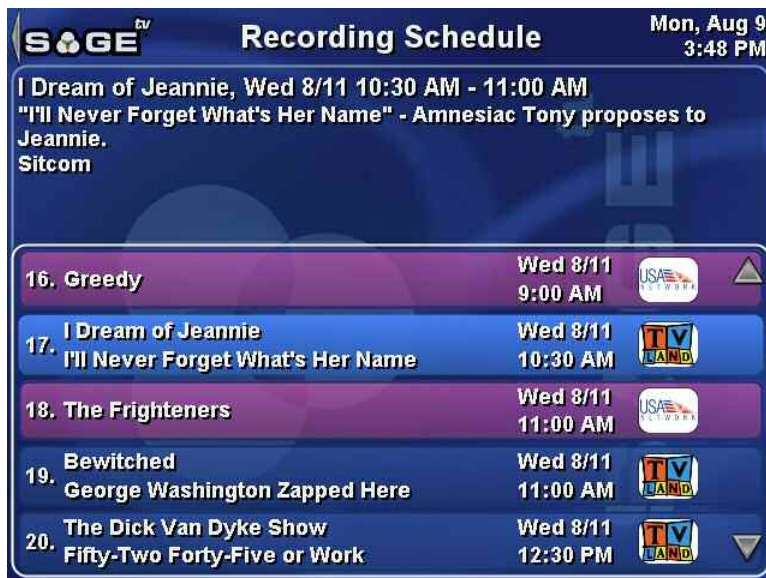 SAGE tv
Recording Schedule
Mon, Aug 9
3:48 PM
I Dream of Jeannie, Wed 8/11 10:30 AM - 11:00 AM
"I'll Never Forget What's Her Name" - Amnesiac Tony proposes to
Jeannie.
Sitcom
16. Greedy
Wed 8/11
9:00 AM
USA
NETWORK
17. I Dream of Jeannie
I'll Never Forget What's Her Name
Wed 8/11
10:30 AM
TV
LAND
18. The Frighteners
Wed 8/11
11:00 AM
USA
NETWORK
19. Bewitched
George Washington Zapped Here
Wed 8/11
11:00 AM
TV
LAND
20. The Dick Van Dyke Show
Fifty-Two Forty-Five or Work
Wed 8/11
12:30 PM
TV
LAND